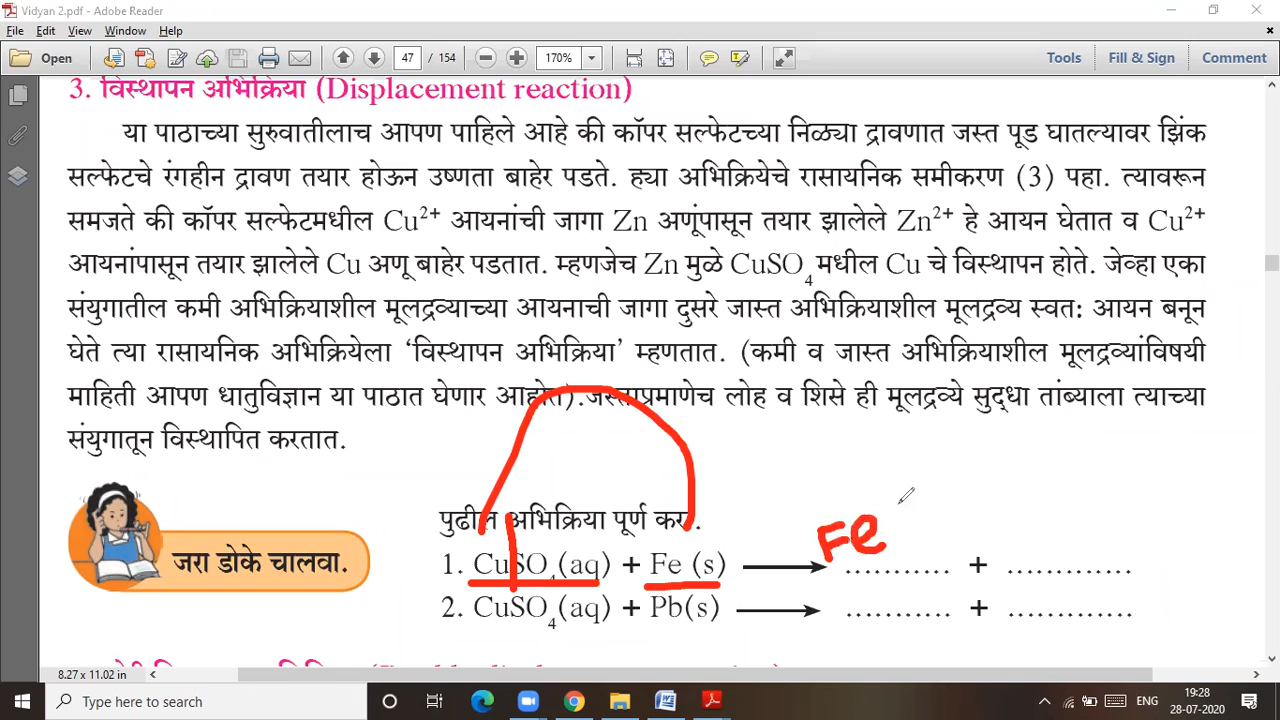 Vidyan 2.pdf - Adobe Reader
File Edit View Window Help
Open 47 / 154 170% Tools Fill & Sign Comment
3. विस्थापन अभिक्रिया (Displacement reaction)
या पाठाच्या सुरुवातीलाच आपण पाहिले आहे की कॉपर सल्फेटच्या निळ्या द्रावणात जस्त पूड घातल्यावर झिंक
सल्फेटचे रंगहीन द्रावण तयार होऊन उष्णता बाहेर पडते. ह्या अभिक्रियेचे रासायनिक समीकरण (3) पहा. त्यावरून
समजते की कॉपर सल्फेटमधील Cu²⁺ आयनांची जागा Zn अणूंपासून तयार झालेले Zn²⁺ हे आयन घेतात व Cu²⁺
आयनांपासून तयार झालेले Cu अणू बाहेर पडतात. म्हणजेच Zn मुळे CuSO₄ मधील Cu चे विस्थापन होते. जेव्हा एका
संयुगातील कमी अभिक्रियाशील मूलद्रव्याच्या आयनाची जागा दुसरे जास्त अभिक्रियाशील मूलद्रव्य स्वतः आयन बनून
घेते त्या रासायनिक अभिक्रियेला ‘विस्थापन अभिक्रिया’ म्हणतात. (कमी व जास्त अभिक्रियाशील मूलद्रव्यांविषयी
माहिती आपण धातुविज्ञान या पाठात घेणार आहोत).जस्ताप्रमाणेच लोह व शिसे ही मूलद्रव्ये सुद्धा तांब्याला त्याच्या
संयुगातून विस्थापित करतात.
पुढील अभिक्रिया पूर्ण करा.
जरा डोके चालवा.
Fe
1. CuSO₄(aq) + Fe (s) ⟶ ........... + .............
2. CuSO₄(aq) + Pb(s) ⟶ ........... + .............
8.27 x 11.02 in
Type here to search
ENG
19:28
28-07-2020